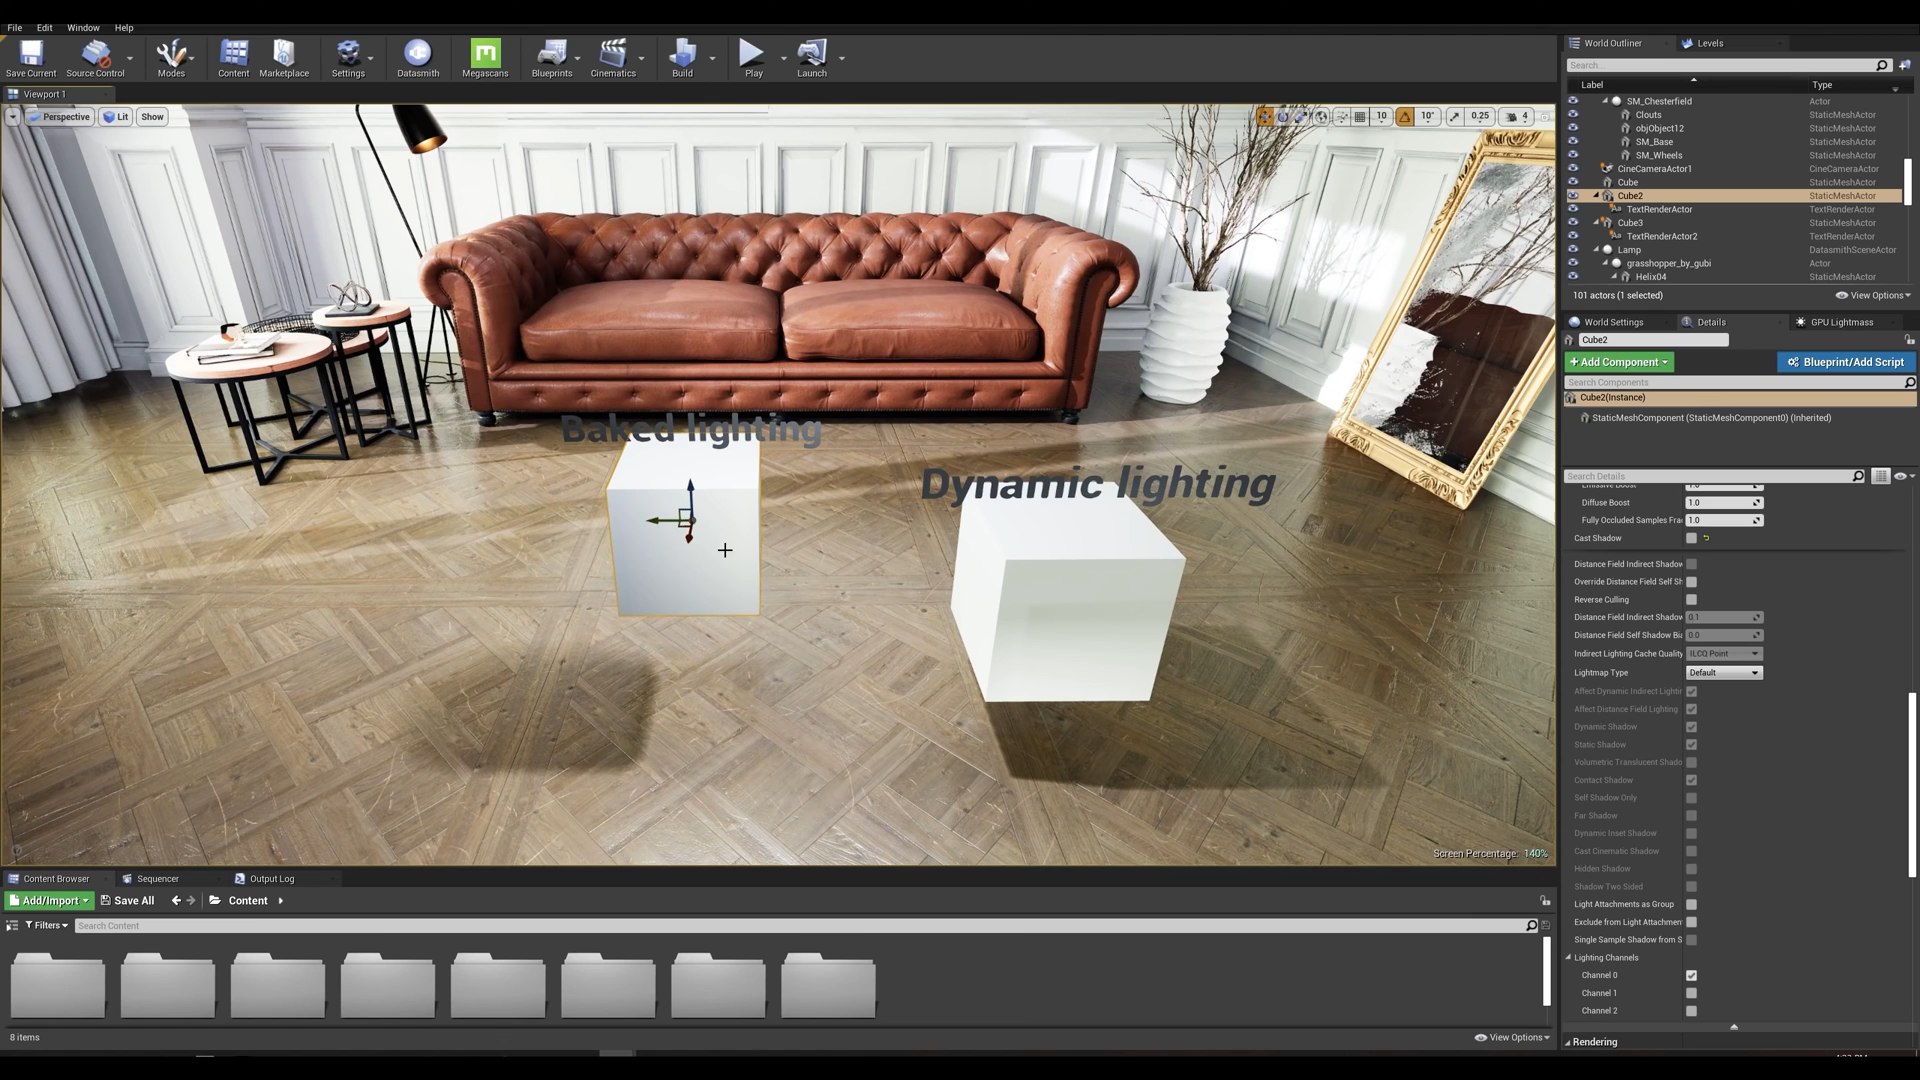 File Edit Window Help
Save Current Source Control Modes Content Marketplace Settings Datasmith Megascans Blueprints Cinematics Build Play Launch
Viewport 1
Perspective Lit Show
10 10° 0.25 4
Baked lighting
Dynamic lighting
Screen Percentage: 140%
World Outliner Levels
Search...
Label Type
SM_Chesterfield Actor
Clouts StaticMeshActor
objObject12 StaticMeshActor
SM_Base StaticMeshActor
SM_Wheels StaticMeshActor
CineCameraActor1 CineCameraActor
Cube StaticMeshActor
Cube2 StaticMeshActor
TextRenderActor TextRenderActor
Cube3 StaticMeshActor
TextRenderActor2 TextRenderActor
Lamp DatasmithSceneActor
grasshopper_by_gubi Actor
Helix04 StaticMeshActor
101 actors (1 selected) View Options
World Settings Details GPU Lightmass
Cube2
+ Add Component Blueprint/Add Script
Search Components
Cube2(Instance)
StaticMeshComponent (StaticMeshComponent0) (Inherited)
Search Details
Diffuse Boost 1.0
Fully Occluded Samples Fra 1.0
Cast Shadow
Distance Field Indirect Shadow
Override Distance Field Self Sh
Reverse Culling
Distance Field Indirect Shadow 0.1
Distance Field Self Shadow Bia 0.0
Indirect Lighting Cache Quality ILCQ Point
Lightmap Type Default
Affect Dynamic Indirect Lightin
Affect Distance Field Lighting
Dynamic Shadow
Static Shadow
Volumetric Translucent Shado
Contact Shadow
Self Shadow Only
Far Shadow
Dynamic Inset Shadow
Cast Cinematic Shadow
Hidden Shadow
Shadow Two Sided
Light Attachments as Group
Exclude from Light Attachmen
Single Sample Shadow from S
Lighting Channels
Channel 0
Channel 1
Channel 2
Rendering
Content Browser Sequencer Output Log
Add/Import Save All Content
Filters Search Content
8 items View Options